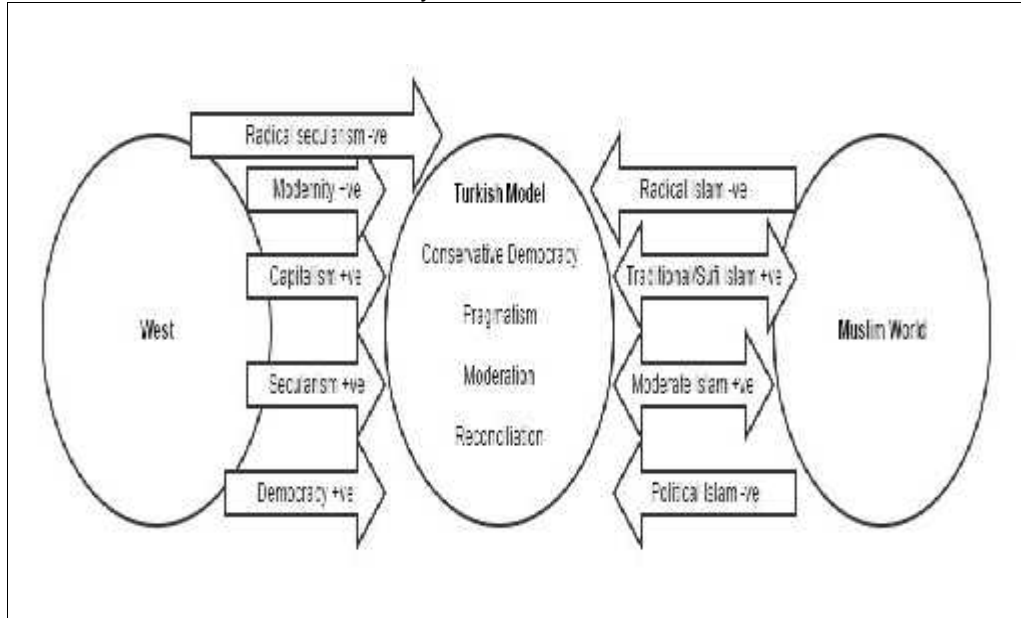 Radical secularism -ve
Modernity +ve
Capitalism +ve
Secularism +ve
Democracy +ve
West
Turkish Model
Conservative Democracy
Pragmatism
Moderation
Reconciliation
Radical Islam -ve
Traditional/Sufi Islam +ve
Moderate Islam +ve
Political Islam -ve
Muslim World